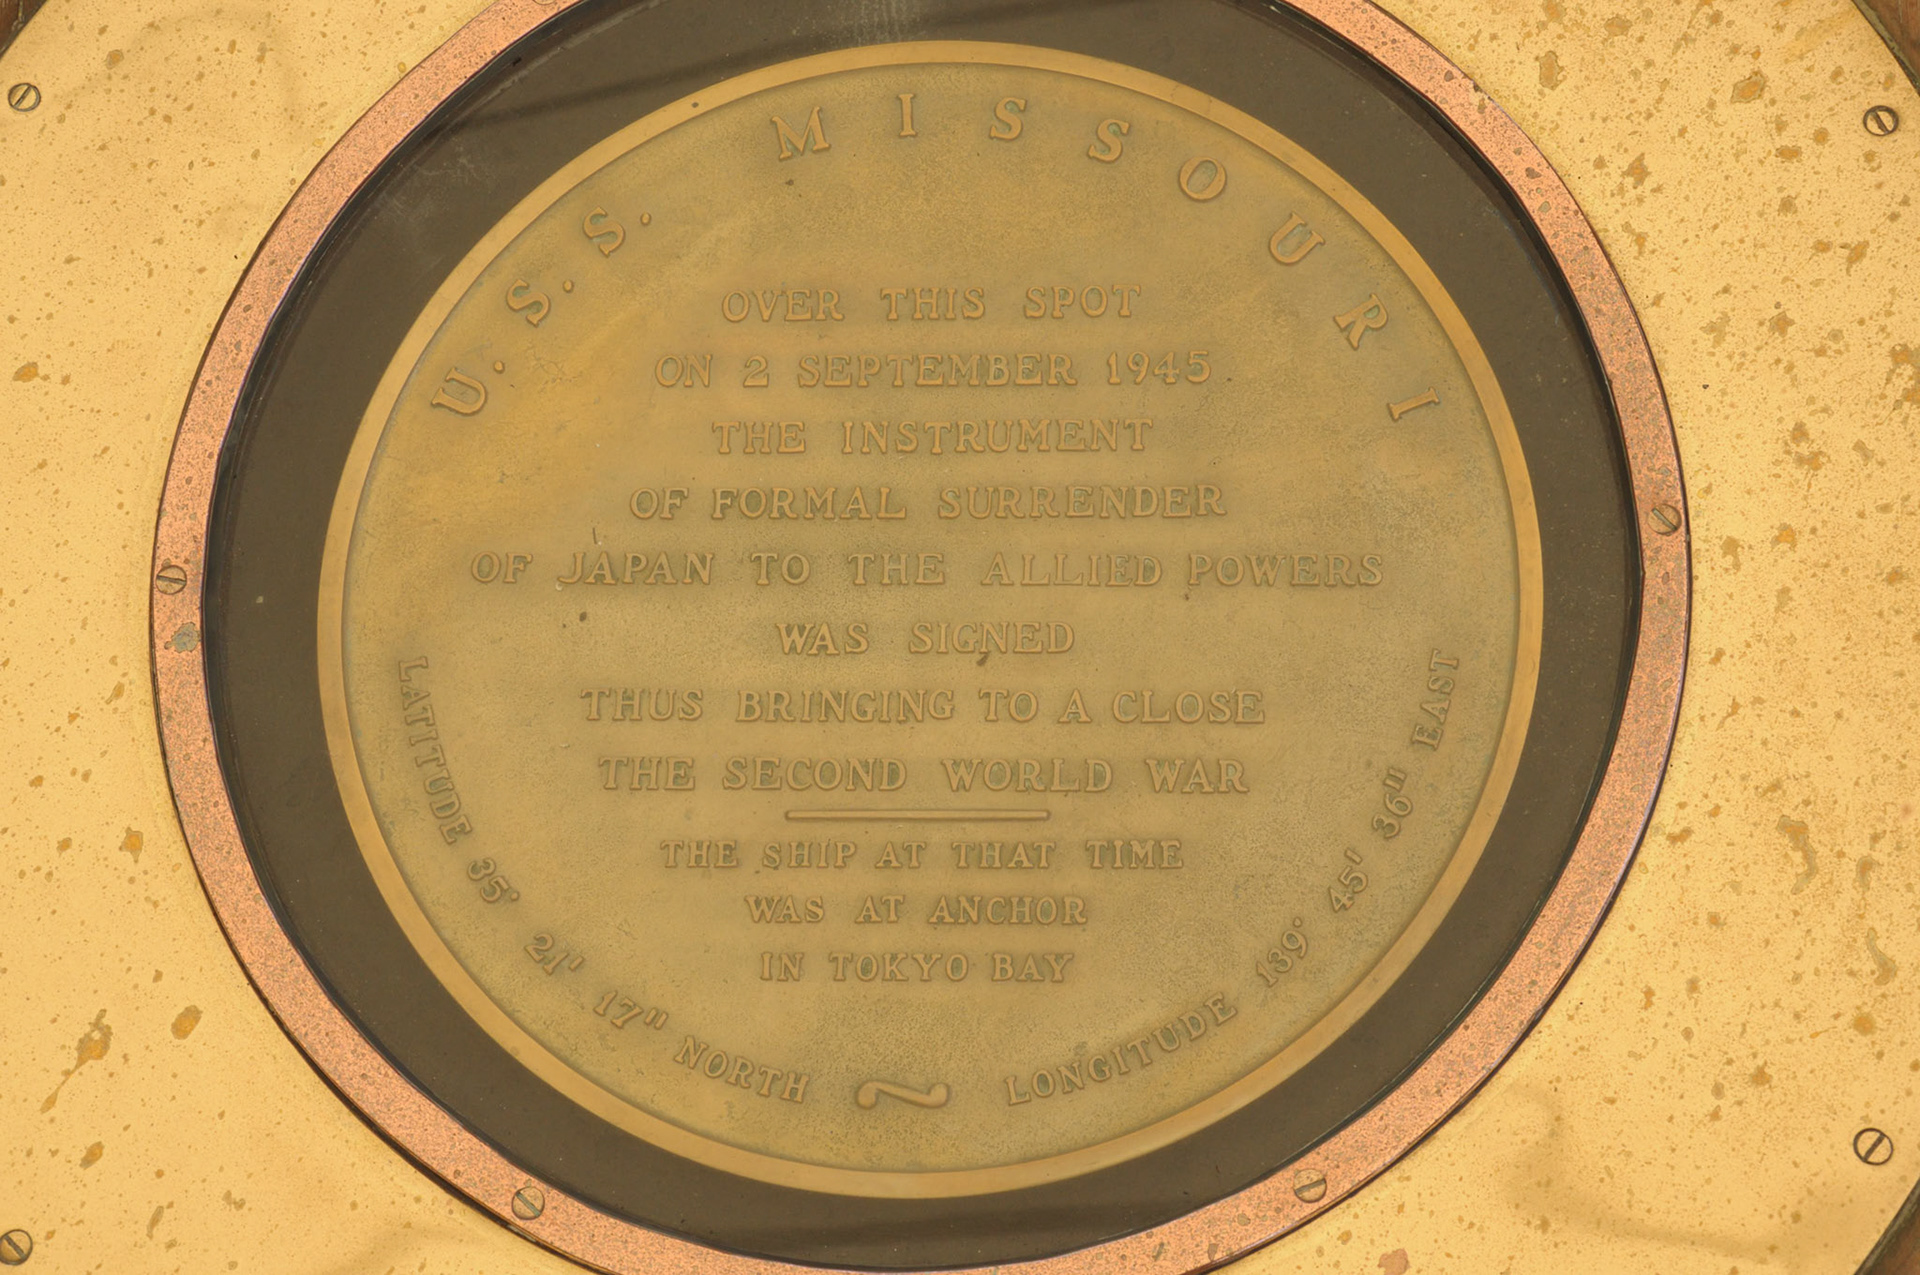 U.S.S. MISSOURI
OVER THIS SPOT
ON 2 SEPTEMBER 1945
THE INSTRUMENT
OF FORMAL SURRENDER
OF JAPAN TO THE ALLIED POWERS
WAS SIGNED
THUS BRINGING TO A CLOSE
THE SECOND WORLD WAR
THE SHIP AT THAT TIME
WAS AT ANCHOR
IN TOKYO BAY
LATITUDE 35° 21' 17" NORTH ~ LONGITUDE 139° 45' 36" EAST